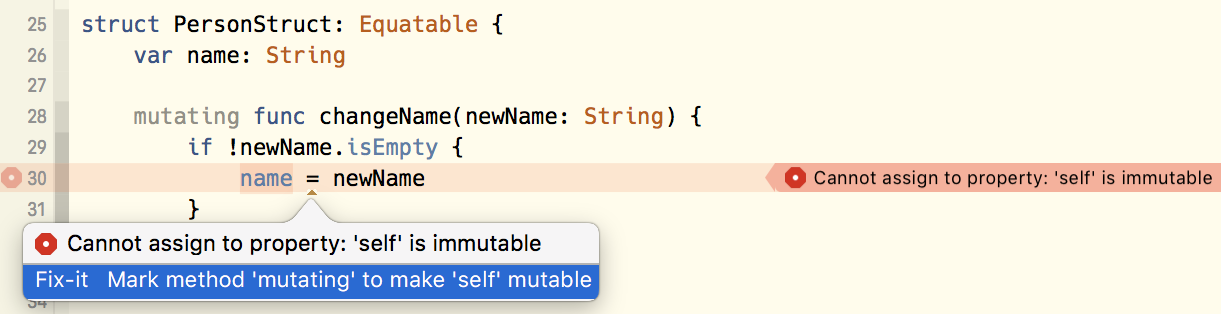 25 struct PersonStruct: Equatable {
26 var name: String
27
28 mutating func changeName(newName: String) {
29 if !newName.isEmpty {
30 name = newName Cannot assign to property: 'self' is immutable
31 }
Cannot assign to property: 'self' is immutable
Fix-it Mark method 'mutating' to make 'self' mutable
34